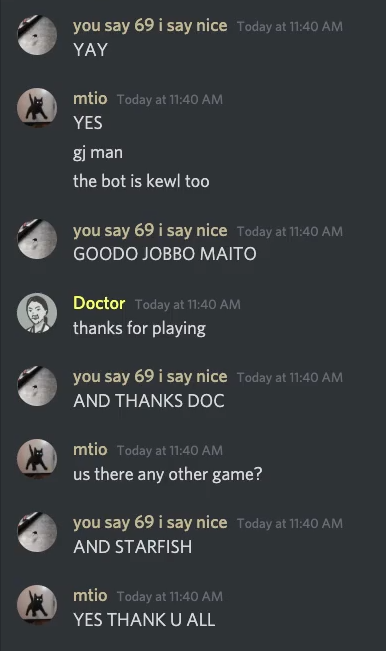 you say 69 i say nice Today at 11:40 AM
YAY
mtio Today at 11:40 AM
YES
gj man
the bot is kewl too
you say 69 i say nice Today at 11:40 AM
GOODO JOBBO MAITO
Doctor Today at 11:40 AM
thanks for playing
you say 69 i say nice Today at 11:40 AM
AND THANKS DOC
mtio Today at 11:40 AM
us there any other game?
you say 69 i say nice Today at 11:40 AM
AND STARFISH
mtio Today at 11:40 AM
YES THANK U ALL